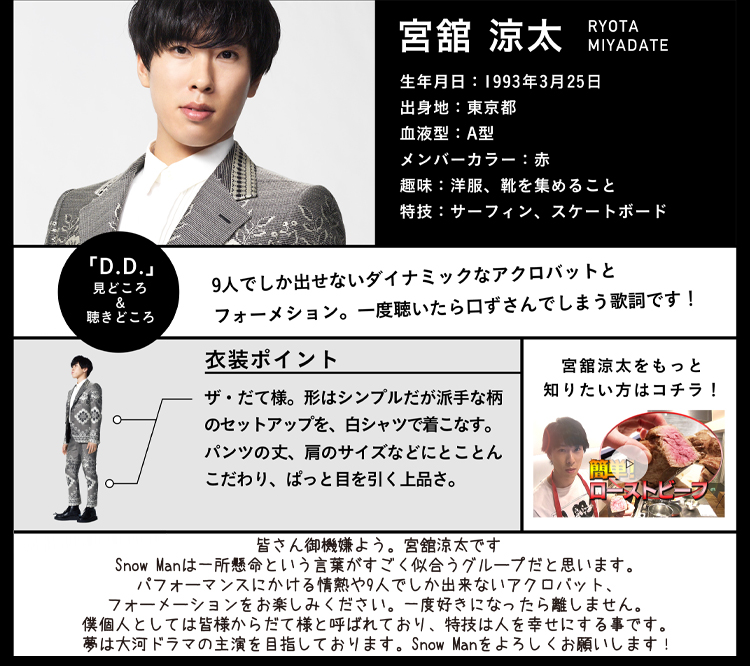 宮舘 涼太
RYOTA
MIYADATE
生年月日：1993年3月25日
出身地：東京都
血液型：A型
メンバーカラー：赤
趣味：洋服、靴を集めること
特技：サーフィン、スケートボード
「D.D.」
見どころ
&
聴きどころ
9人でしか出せないダイナミックなアクロバットと
フォーメション。一度聴いたら口ずさんでしまう歌詞です！
衣装ポイント
ザ・だて様。形はシンプルだが派手な柄
のセットアップを、白シャツで着こなす。
パンツの丈、肩のサイズなどにとことん
こだわり、ぱっと目を引く上品さ。
宮舘涼太をもっと
知りたい方はコチラ！
簡単！
ローストビーフ
皆さん御機嫌よう。宮舘涼太です
Snow Manは一所懸命という言葉がすごく似合うグループだと思います。
パフォーマンスにかける情熱や9人でしか出来ないアクロバット、
フォーメーションをお楽しみください。一度好きになったら離しません。
僕個人としては皆様からだて様と呼ばれており、特技は人を幸せにする事です。
夢は大河ドラマの主演を目指しております。Snow Manをよろしくお願いします！